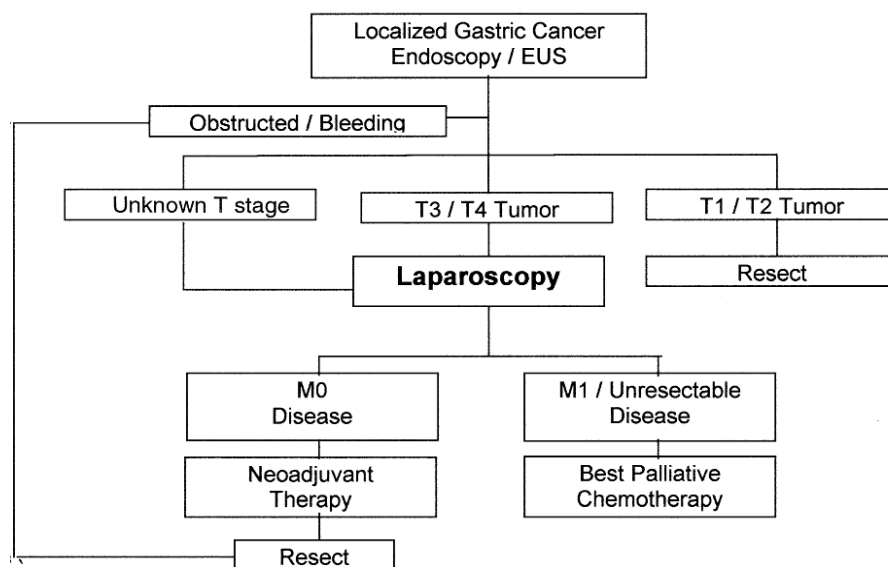 Localized Gastric Cancer
Endoscopy / EUS
Obstructed / Bleeding
Unknown T stage
T3 / T4 Tumor
T1 / T2 Tumor
Laparoscopy
Resect
M0
Disease
M1 / Unresectable
Disease
Neoadjuvant
Therapy
Best Palliative
Chemotherapy
Resect